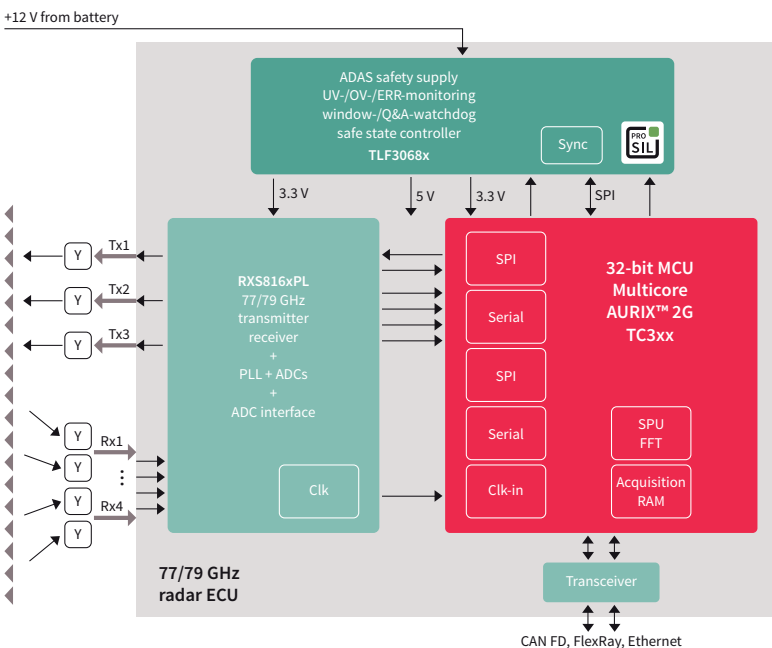 +12 V from battery
ADAS safety supply
UV-/OV-/ERR-monitoring
window-/Q&A-watchdog
safe state controller
TLF3068x
Sync
PRO
SIL
3.3 V
5 V
3.3 V
SPI
Y
Tx1
Y
Tx2
Y
Tx3
RXS816xPL
77/79 GHz
transmitter
receiver
+
PLL + ADCs
+
ADC interface
Clk
SPI
Serial
SPI
Serial
Clk-in
32-bit MCU
Multicore
AURIX™ 2G
TC3xx
SPU
FFT
Acquisition
RAM
Y
Rx1
Y
⋮
Y
Rx4
Y
77/79 GHz
radar ECU
Transceiver
CAN FD, FlexRay, Ethernet